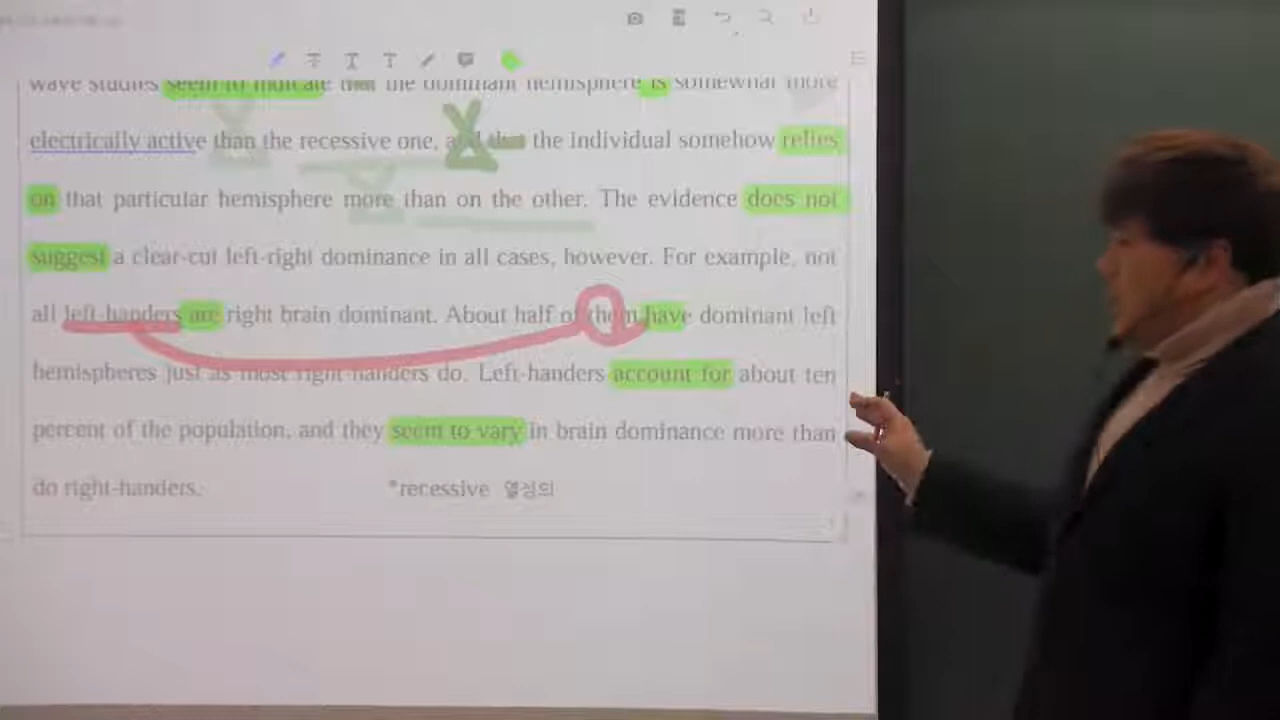 wave studies seem to indicate that the dominant hemisphere is somewhat more
electrically active than the recessive one, and that the individual somehow relies
on that particular hemisphere more than on the other. The evidence does not
suggest a clear-cut left-right dominance in all cases, however. For example, not
all left-handers are right brain dominant. About half of them have dominant left
hemispheres just as most right-handers do. Left-handers account for about ten
percent of the population, and they seem to vary in brain dominance more than
do right-handers.
*recessive 열성의